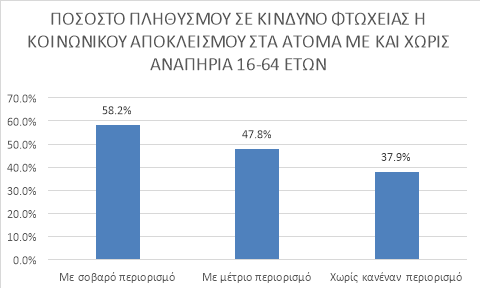 ΠΟΣΟΣΤΟ ΠΛΗΘΥΣΜΟΥ ΣΕ ΚΙΝΔΥΝΟ ΦΤΩΧΕΙΑΣ Η
ΚΟΙΝΩΝΙΚΟΥ ΑΠΟΚΛΕΙΣΜΟΥ ΣΤΑ ΑΤΟΜΑ ΜΕ ΚΑΙ ΧΩΡΙΣ
ΑΝΑΠΗΡΙΑ 16-64 ΕΤΩΝ
70.0%
60.0%
50.0%
40.0%
30.0%
20.0%
10.0%
0.0%
58.2%
47.8%
37.9%
Με σοβαρό περιορισμό
Με μέτριο περιορισμό
Χωρίς κανέναν περιορισμό